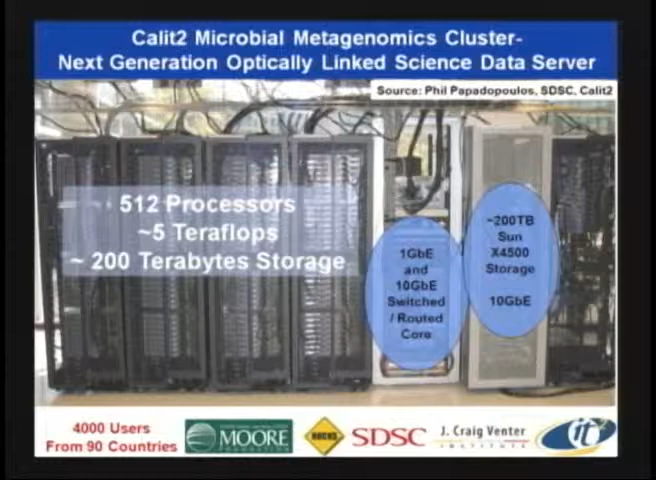 Calit2 Microbial Metagenomics Cluster-
Next Generation Optically Linked Science Data Server
Source: Phil Papadopoulos, SDSC, Calit2
512 Processors
~5 Teraflops
~ 200 Terabytes Storage
1GbE
and
10GbE
Switched
/ Routed
Core
~200TB
Sun
X4500
Storage
10GbE
4000 Users
From 90 Countries
MOORE
FOUNDATION
ROCKS
SDSC
J. Craig Venter
INSTITUTE
it2